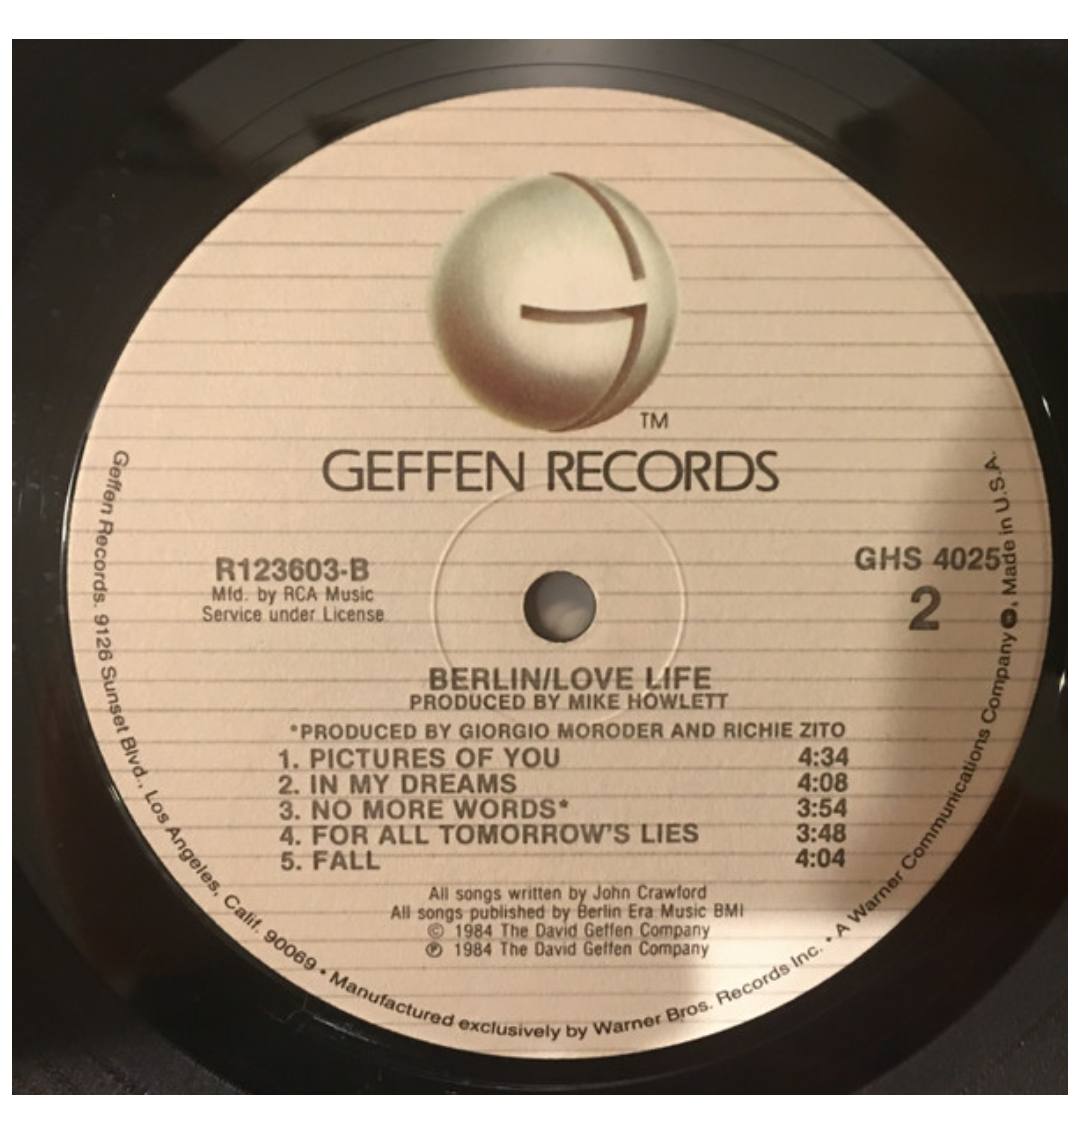 TM
GEFFEN RECORDS
R123603-B
Mfd. by RCA Music
Service under License
GHS 4025
2
BERLIN/LOVE LIFE
PRODUCED BY MIKE HOWLETT
*PRODUCED BY GIORGIO MORODER AND RICHIE ZITO
1. PICTURES OF YOU 4:34
2. IN MY DREAMS 4:08
3. NO MORE WORDS* 3:54
4. FOR ALL TOMORROW'S LIES 3:48
5. FALL 4:04
All songs written by John Crawford
All songs published by Berlin Era Music BMI
© 1984 The David Geffen Company
℗ 1984 The David Geffen Company
Geffen Records. 9126 Sunset Blvd., Los Angeles, Calif. 90069 • Manufactured exclusively by Warner Bros. Records Inc. • A Warner Communications Company, Made in U.S.A.